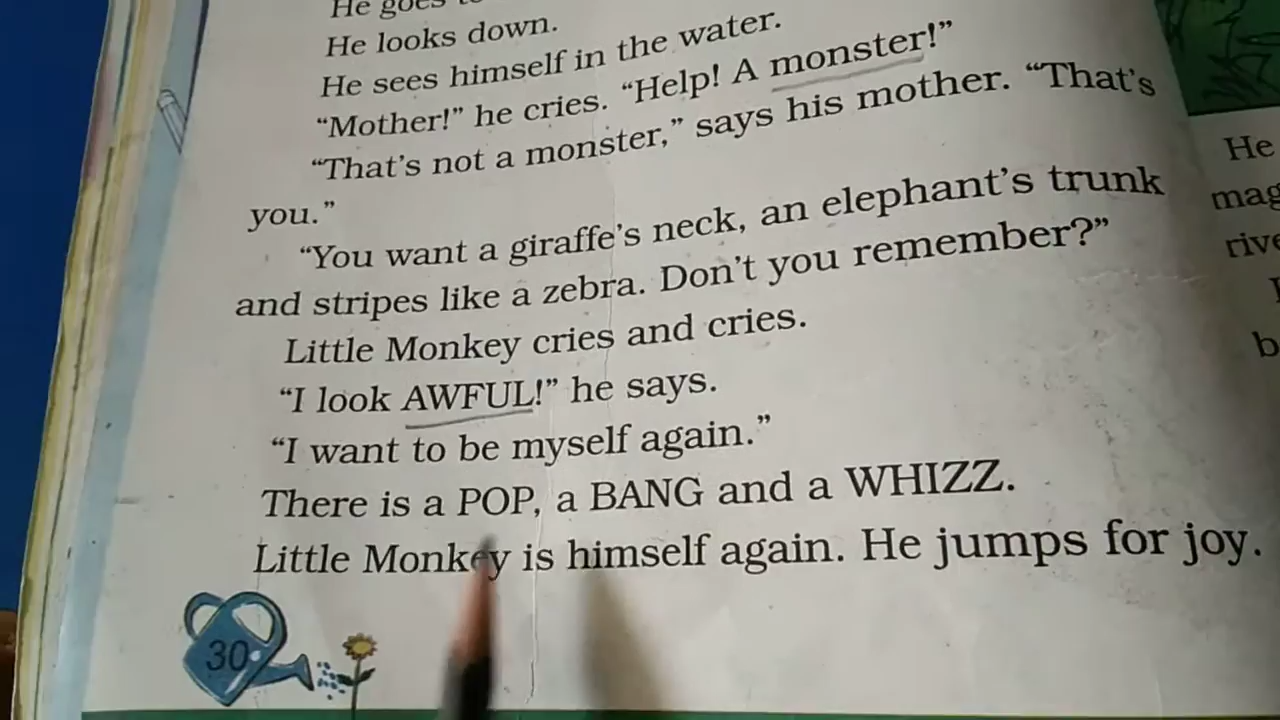 He goes
He looks down.
He sees himself in the water.
“Mother!” he cries. “Help! A monster!”
“That’s not a monster,” says his mother. “That’s
you.”
“You want a giraffe’s neck, an elephant’s trunk
and stripes like a zebra. Don’t you remember?”
Little Monkey cries and cries.
“I look AWFUL!” he says.
“I want to be myself again.”
There is a POP, a BANG and a WHIZZ.
Little Monkey is himself again. He jumps for joy.
30
He